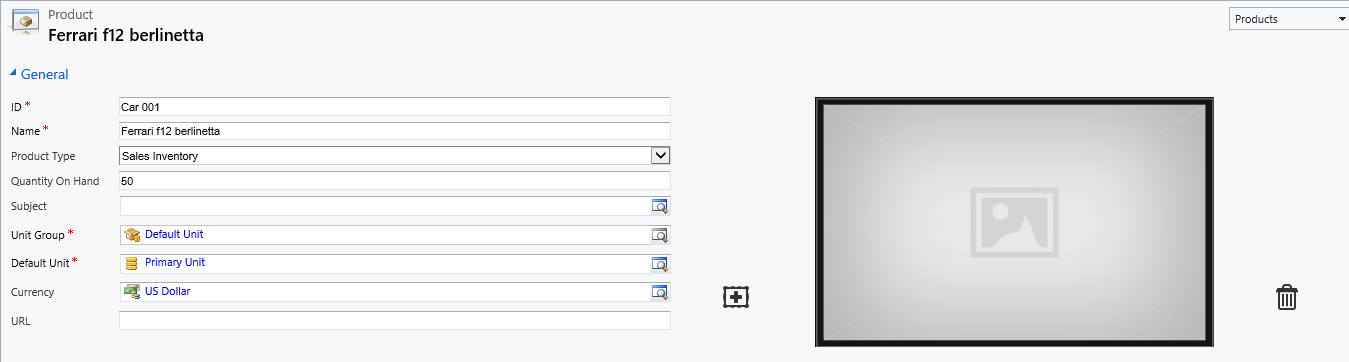 Product
Ferrari f12 berlinetta
Products
General
ID *
Car 001
Name *
Ferrari f12 berlinetta
Product Type
Sales Inventory
Quantity On Hand
50
Subject
Unit Group *
Default Unit
Default Unit *
Primary Unit
Currency
US Dollar
URL